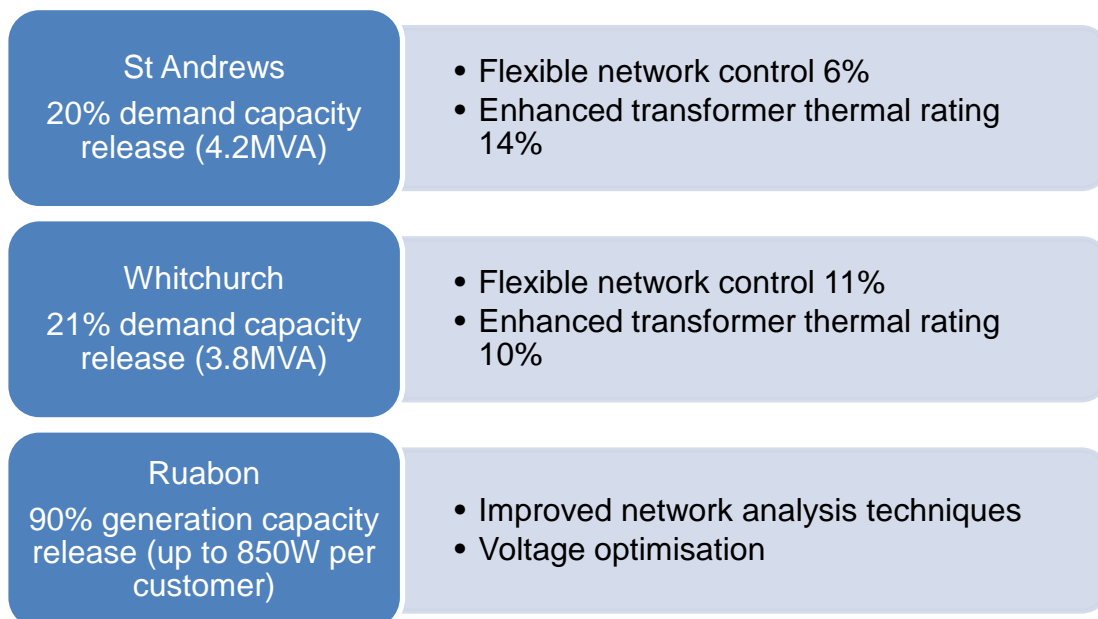 St Andrews
20% demand capacity
release (4.2MVA)
• Flexible network control 6%
• Enhanced transformer thermal rating
14%
Whitchurch
21% demand capacity
release (3.8MVA)
• Flexible network control 11%
• Enhanced transformer thermal rating
10%
Ruabon
90% generation capacity
release (up to 850W per
customer)
• Improved network analysis techniques
• Voltage optimisation